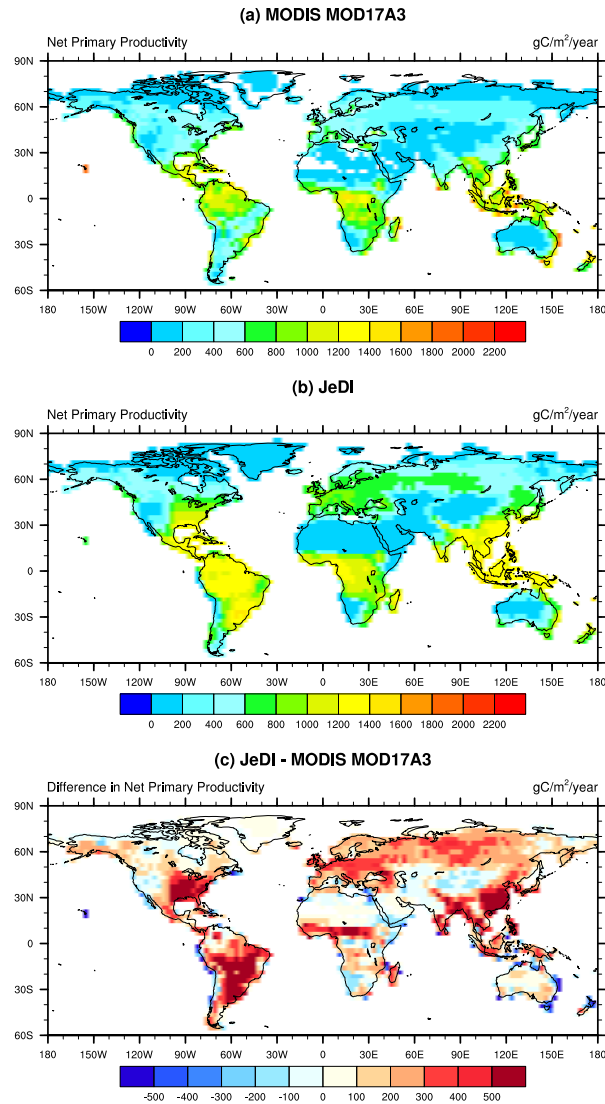 (a) MODIS MOD17A3
Net Primary Productivity gC/m²/year
90N
60N
30N
0
30S
60S
180 150W 120W 90W 60W 30W 0 30E 60E 90E 120E 150E 180
0 200 400 600 800 1000 1200 1400 1600 1800 2000 2200
(b) JeDI
Net Primary Productivity gC/m²/year
90N
60N
30N
0
30S
60S
180 150W 120W 90W 60W 30W 0 30E 60E 90E 120E 150E 180
0 200 400 600 800 1000 1200 1400 1600 1800 2000 2200
(c) JeDI - MODIS MOD17A3
Difference in Net Primary Productivity gC/m²/year
90N
60N
30N
0
30S
60S
180 150W 120W 90W 60W 30W 0 30E 60E 90E 120E 150E 180
-500 -400 -300 -200 -100 0 100 200 300 400 500